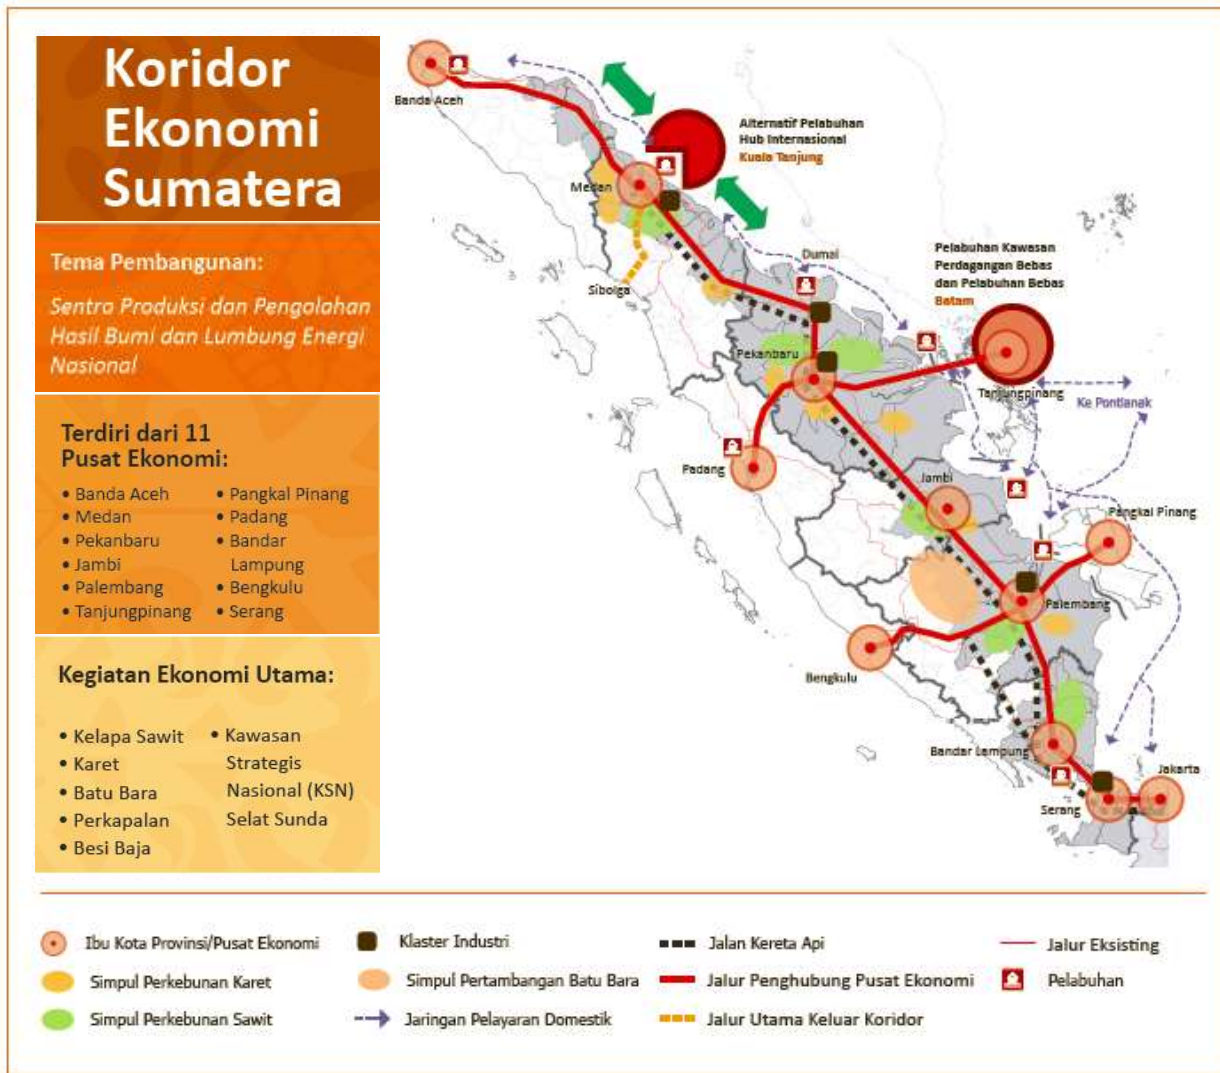 Koridor
Ekonomi
Sumatera
Tema Pembangunan:
Sentra Produksi dan Pengolahan
Hasil Bumi dan Lumbung Energi
Nasional
Terdiri dari 11
Pusat Ekonomi:
• Banda Aceh
• Medan
• Pekanbaru
• Jambi
• Palembang
• Tanjungpinang
• Pangkal Pinang
• Padang
• Bandar
Lampung
• Bengkulu
• Serang
Kegiatan Ekonomi Utama:
• Kelapa Sawit
• Karet
• Batu Bara
• Perkapalan
• Besi Baja
• Kawasan
Strategis
Nasional (KSN)
Selat Sunda
Banda Aceh
Alternatif Pelabuhan
Hub Internasional
Kuala Tanjung
Medan
Sibolga
Dumai
Pelabuhan Kawasan
Perdagangan Bebas
dan Pelabuhan Bebas
Batam
Pekanbaru
Tanjungpinang
Ke Pontianak
Padang
Jambi
Pangkal Pinang
Palembang
Bengkulu
Bandar Lampung
Jakarta
Serang
Ibu Kota Provinsi/Pusat Ekonomi
Simpul Perkebunan Karet
Simpul Perkebunan Sawit
Klaster Industri
Simpul Pertambangan Batu Bara
Jaringan Pelayaran Domestik
Jalan Kereta Api
Jalur Penghubung Pusat Ekonomi
Jalur Utama Keluar Koridor
Jalur Eksisting
Pelabuhan